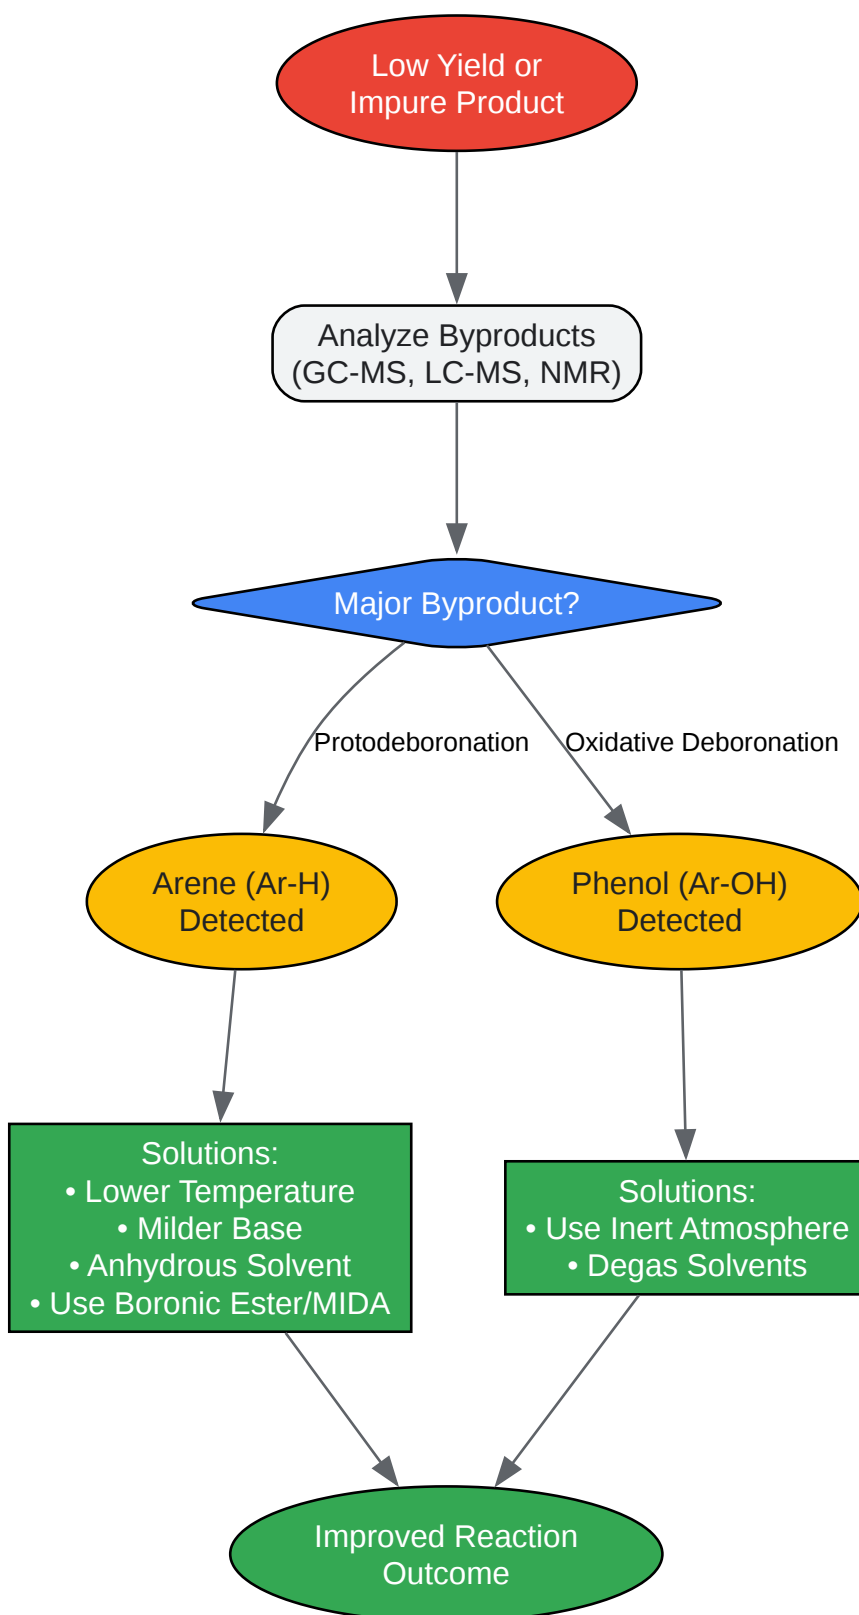 Low Yield or
Impure Product
Analyze Byproducts
(GC-MS, LC-MS, NMR)
Major Byproduct?
Protodeboronation
Oxidative Deboronation
Arene (Ar-H)
Detected
Phenol (Ar-OH)
Detected
Solutions:
• Lower Temperature
• Milder Base
• Anhydrous Solvent
• Use Boronic Ester/MIDA
Solutions:
• Use Inert Atmosphere
• Degas Solvents
Improved Reaction
Outcome